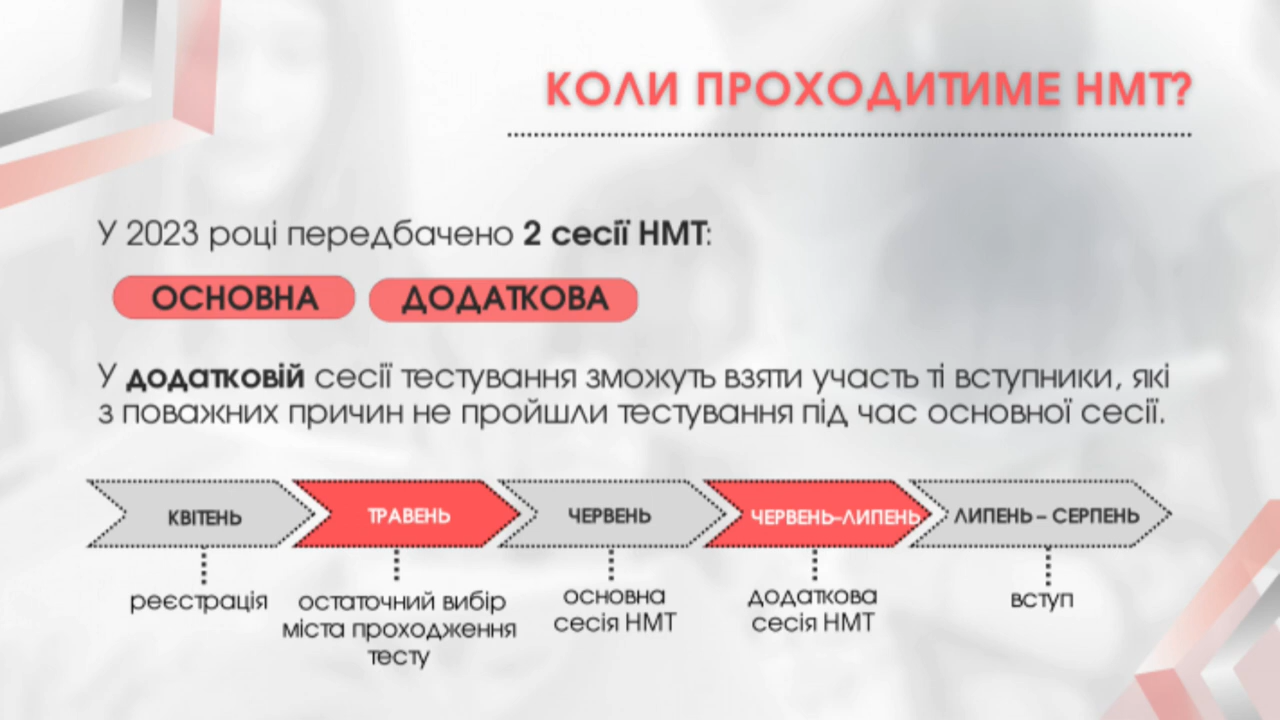 КОЛИ ПРОХОДИТИМЕ НМТ?
У 2023 році передбачено 2 сесії НМТ:
ОСНОВНА ДОДАТКОВА
У додатковій сесії тестування зможуть взяти участь ті вступники, які
з поважних причин не пройшли тестування під час основної сесії.
КВІТЕНЬ ТРАВЕНЬ ЧЕРВЕНЬ ЧЕРВЕНЬ–ЛИПЕНЬ ЛИПЕНЬ – СЕРПЕНЬ
реєстрація
остаточний вибір
міста проходження
тесту
основна
сесія НМТ
додаткова
сесія НМТ
вступ